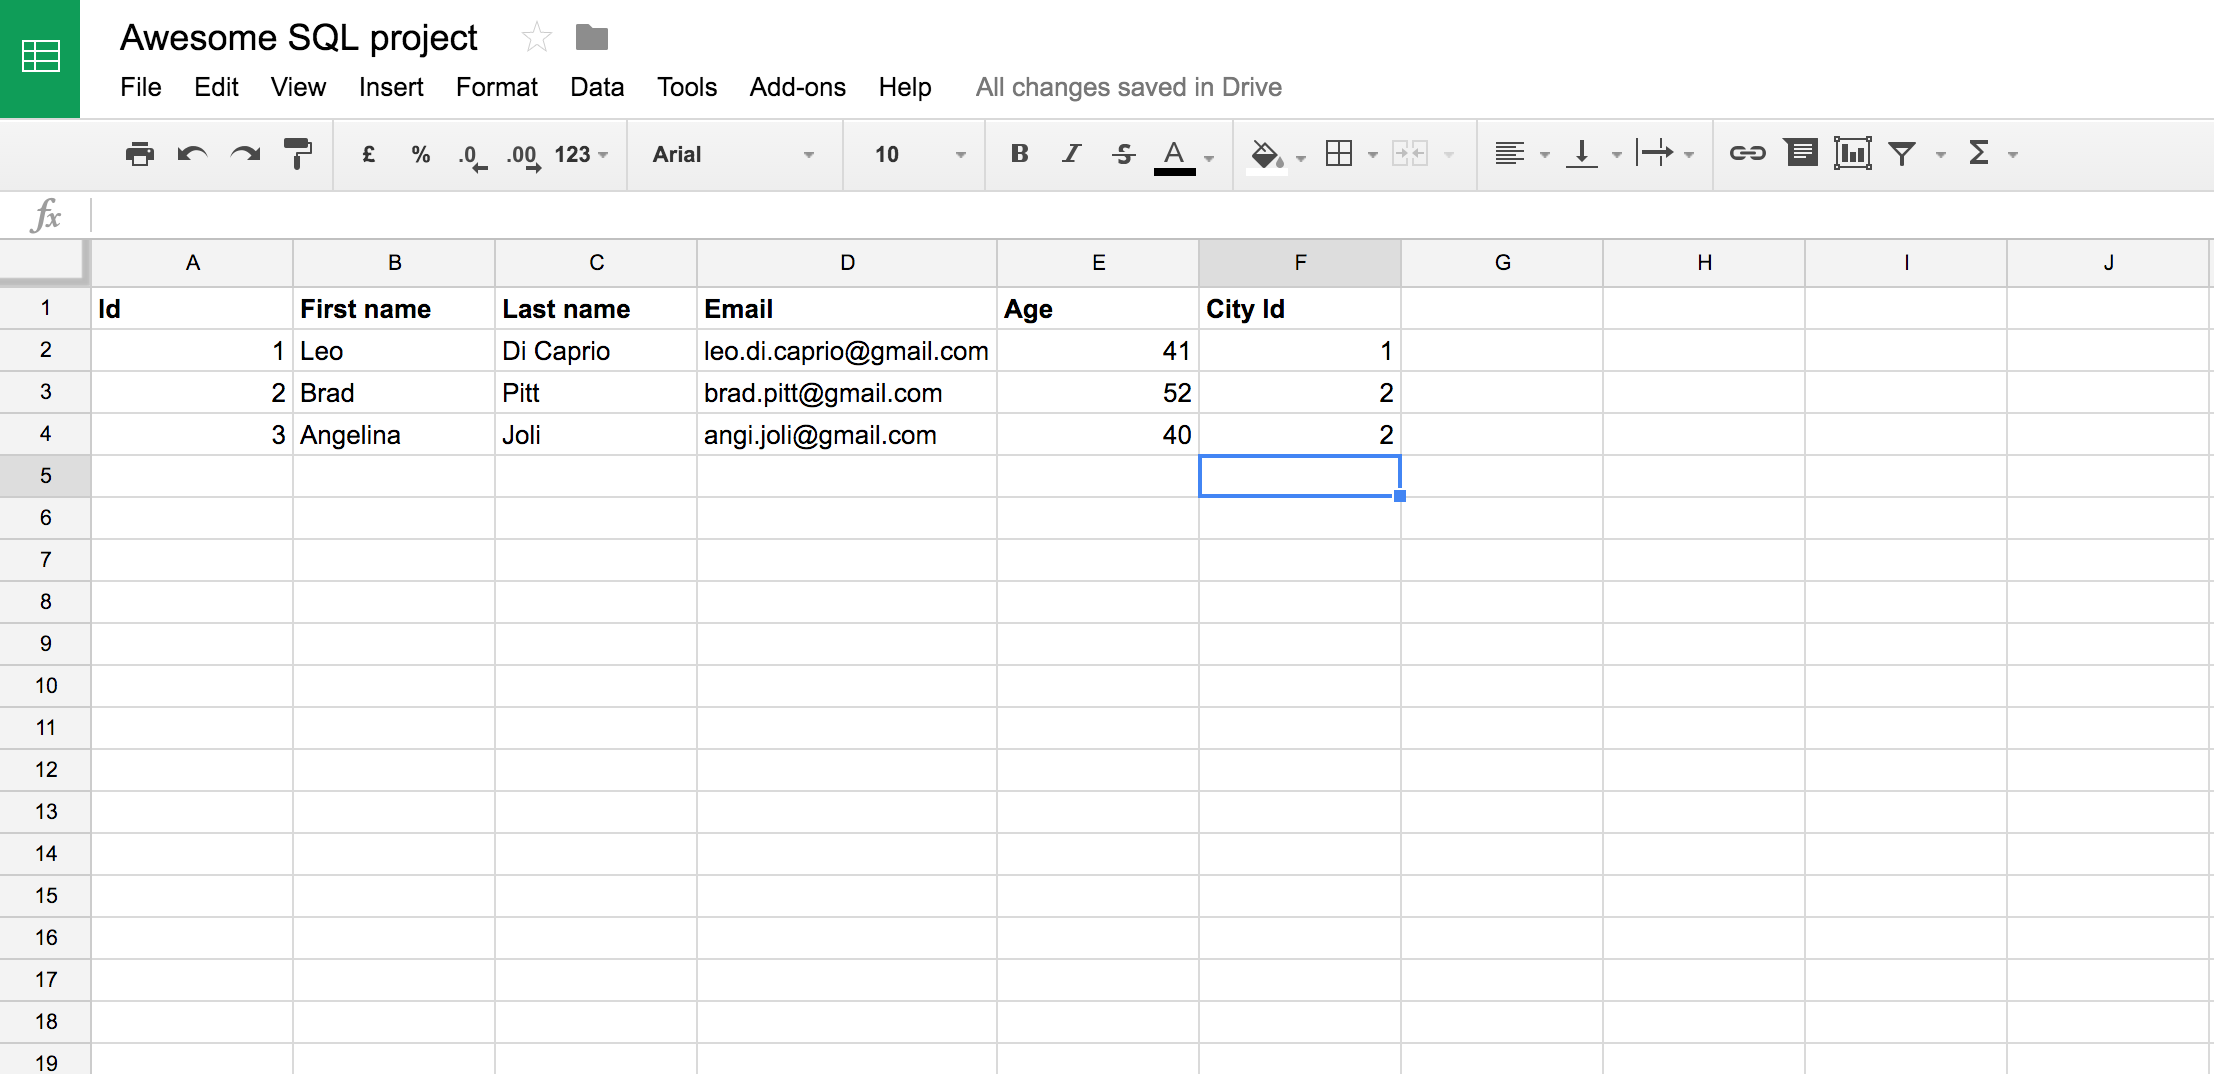 Awesome SQL project
File Edit View Insert Format Data Tools Add-ons Help All changes saved in Drive
£ % .0 .00 123 Arial 10 B I S A Σ
fx
A B C D E F G H I J
1 Id First name Last name Email Age City Id
2 1 Leo Di Caprio leo.di.caprio@gmail.com 41 1
3 2 Brad Pitt brad.pitt@gmail.com 52 2
4 3 Angelina Joli angi.joli@gmail.com 40 2
5
6
7
8
9
10
11
12
13
14
15
16
17
18
19